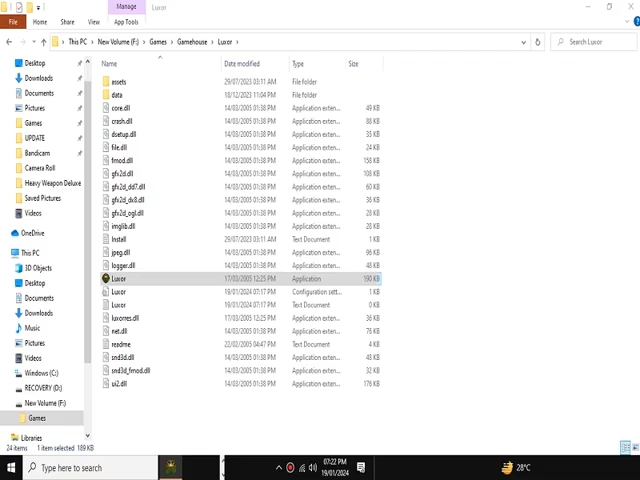 Manage
Luxor
File
Home
Share
View
App Tools
This PC
New Volume (F:)
Games
Gamehouse
Luxor
Search Luxor
Name
Date modified
Type
Size
Desktop
Downloads
Documents
Pictures
Games
UPDATE
Bandicam
Camera Roll
Heavy Weapon Deluxe
Saved Pictures
Videos
OneDrive
This PC
3D Objects
Desktop
Documents
Downloads
Music
Pictures
Videos
Windows (C:)
RECOVERY (D:)
New Volume (F:)
Games
Libraries
assets 29/07/2023 03:11 AM File folder
data 18/12/2023 11:04 PM File folder
core.dll 14/03/2005 01:38 PM Application exten... 49 KB
crash.dll 14/03/2005 01:38 PM Application exten... 88 KB
dsetup.dll 14/03/2005 01:38 PM Application exten... 35 KB
file.dll 14/03/2005 01:38 PM Application exten... 24 KB
fmod.dll 14/03/2005 01:38 PM Application exten... 158 KB
gfx2d.dll 14/03/2005 01:38 PM Application exten... 108 KB
gfx2d_dd7.dll 14/03/2005 01:38 PM Application exten... 60 KB
gfx2d_dx8.dll 14/03/2005 01:38 PM Application exten... 36 KB
gfx2d_ogl.dll 14/03/2005 01:38 PM Application exten... 28 KB
imglib.dll 14/03/2005 01:38 PM Application exten... 28 KB
Install 29/07/2023 03:11 AM Text Document 1 KB
jpeg.dll 14/03/2005 01:38 PM Application exten... 96 KB
logger.dll 14/03/2005 01:38 PM Application exten... 48 KB
Luxor 17/03/2005 12:25 PM Application 190 KB
Luxor 19/01/2024 07:17 PM Configuration sett... 1 KB
Luxor 19/01/2024 07:17 PM Text Document 0 KB
luxorres.dll 17/03/2005 12:25 PM Application exten... 36 KB
net.dll 14/03/2005 01:38 PM Application exten... 76 KB
readme 22/02/2005 04:47 PM Text Document 4 KB
snd3d.dll 14/03/2005 01:38 PM Application exten... 48 KB
snd3d_fmod.dll 14/03/2005 01:38 PM Application exten... 32 KB
ui2.dll 14/03/2005 01:38 PM Application exten... 176 KB
24 items
1 item selected 189 KB
Type here to search
07:22 PM
19/01/2024
28°C